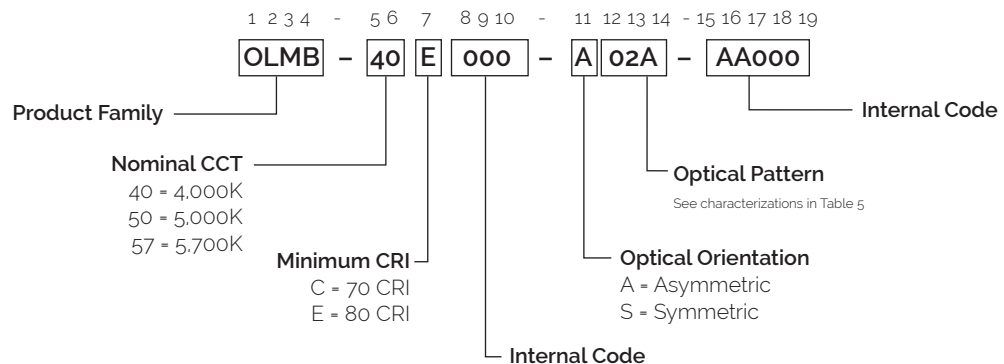 1 2 3 4 - 5 6 7 8 9 10 - 11 12 13 14 - 15 16 17 18 19
OLMB – 40 E 000 – A 02A – AA000
Product Family
Internal Code
Nominal CCT
40 = 4,000K
50 = 5,000K
57 = 5,700K
Optical Pattern
See characterizations in Table 5
Minimum CRI
C = 70 CRI
E = 80 CRI
Optical Orientation
A = Asymmetric
S = Symmetric
Internal Code